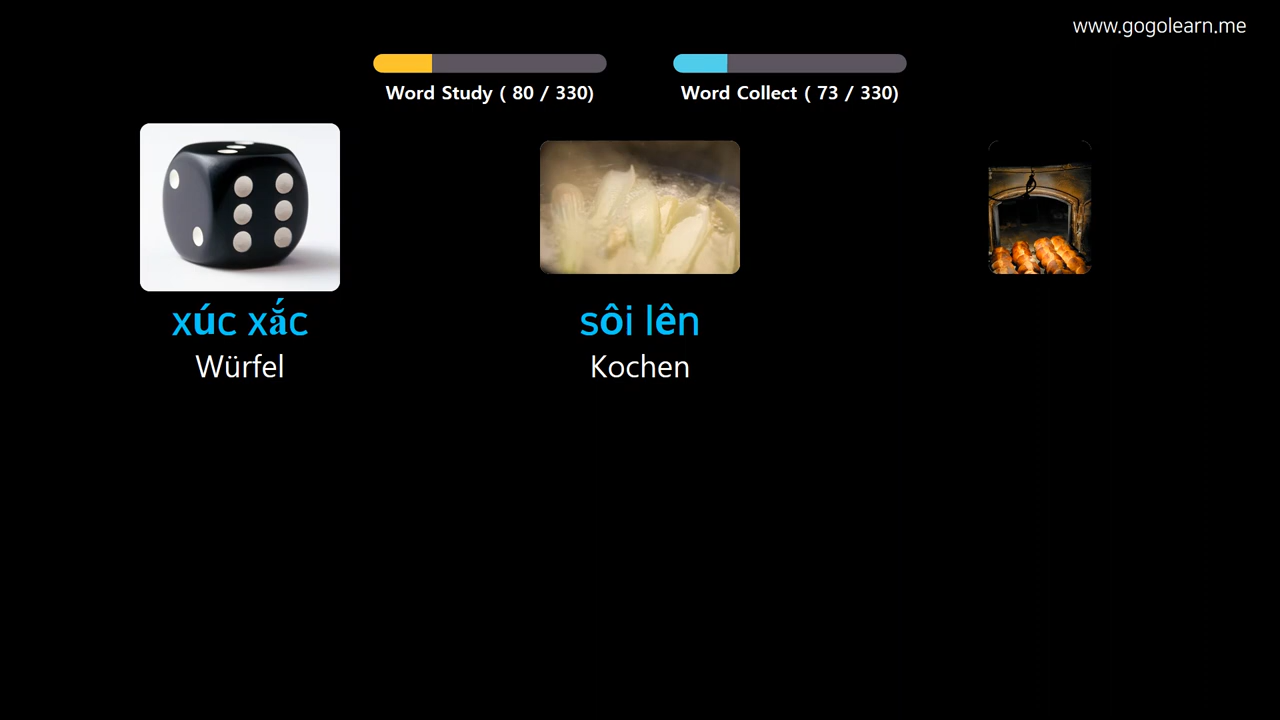 www.gogolearn.me
Word Study ( 80 / 330)
Word Collect ( 73 / 330)
xúc xắc
Würfel
sôi lên
Kochen